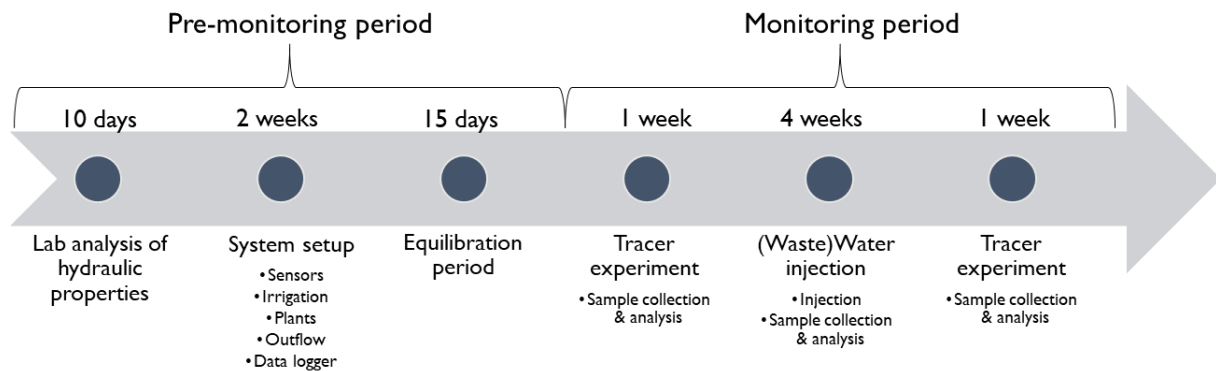 Pre-monitoring period
Monitoring period
10 days
2 weeks
15 days
1 week
4 weeks
1 week
Lab analysis of
hydraulic
properties
System setup
•Sensors
•Irrigation
•Plants
•Outflow
•Data logger
Equilibration
period
Tracer
experiment
•Sample collection
& analysis
(Waste)Water
injection
•Injection
•Sample collection
& analysis
Tracer
experiment
•Sample collection
& analysis